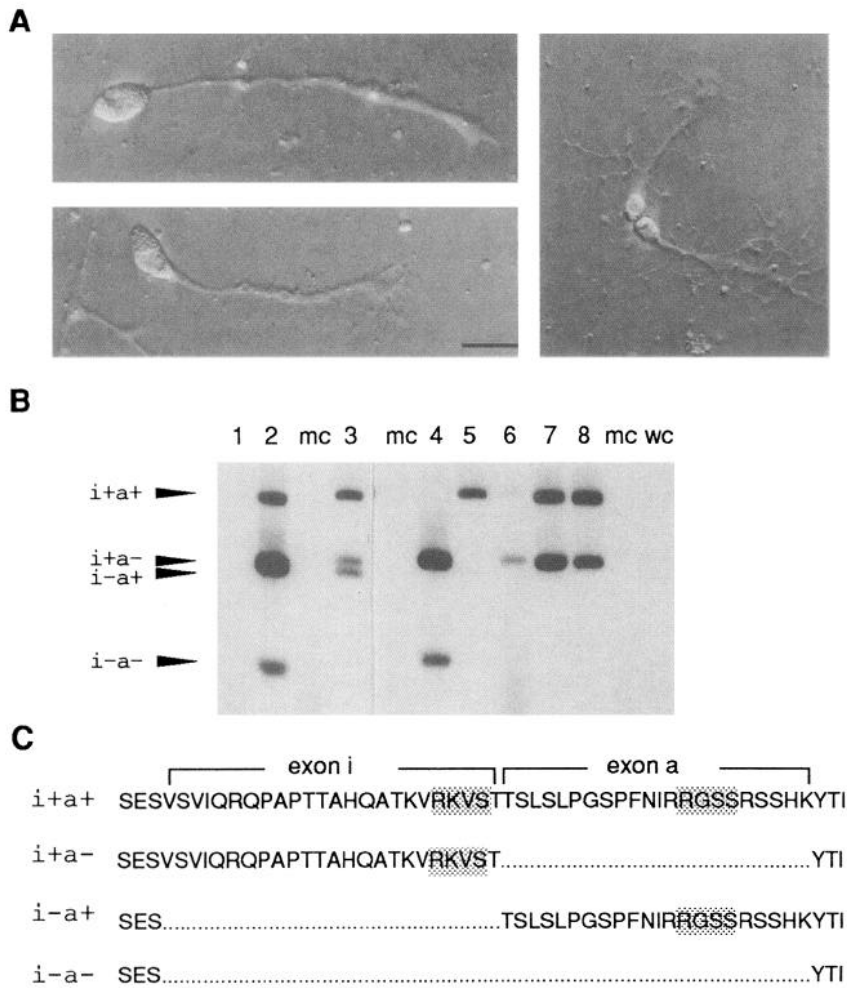 A
B
1 2 mc 3 mc 4 5 6 7 8 mc wc
i+a+
i+a-
i-a+
i-a-
C
exon i exon a
i+a+ SESVSVIQRQPAPTTAHQATKVRKVSTTSLSLPGSPFNIRRGSSRSSHKYTI
i+a- SESVSVIQRQPAPTTAHQATKVRKVST..........................................YTI
i-a+ SES..............................................TSLSLPGSPFNIRRGSSRSSHKYTI
i-a- SES........................................................................................YTI